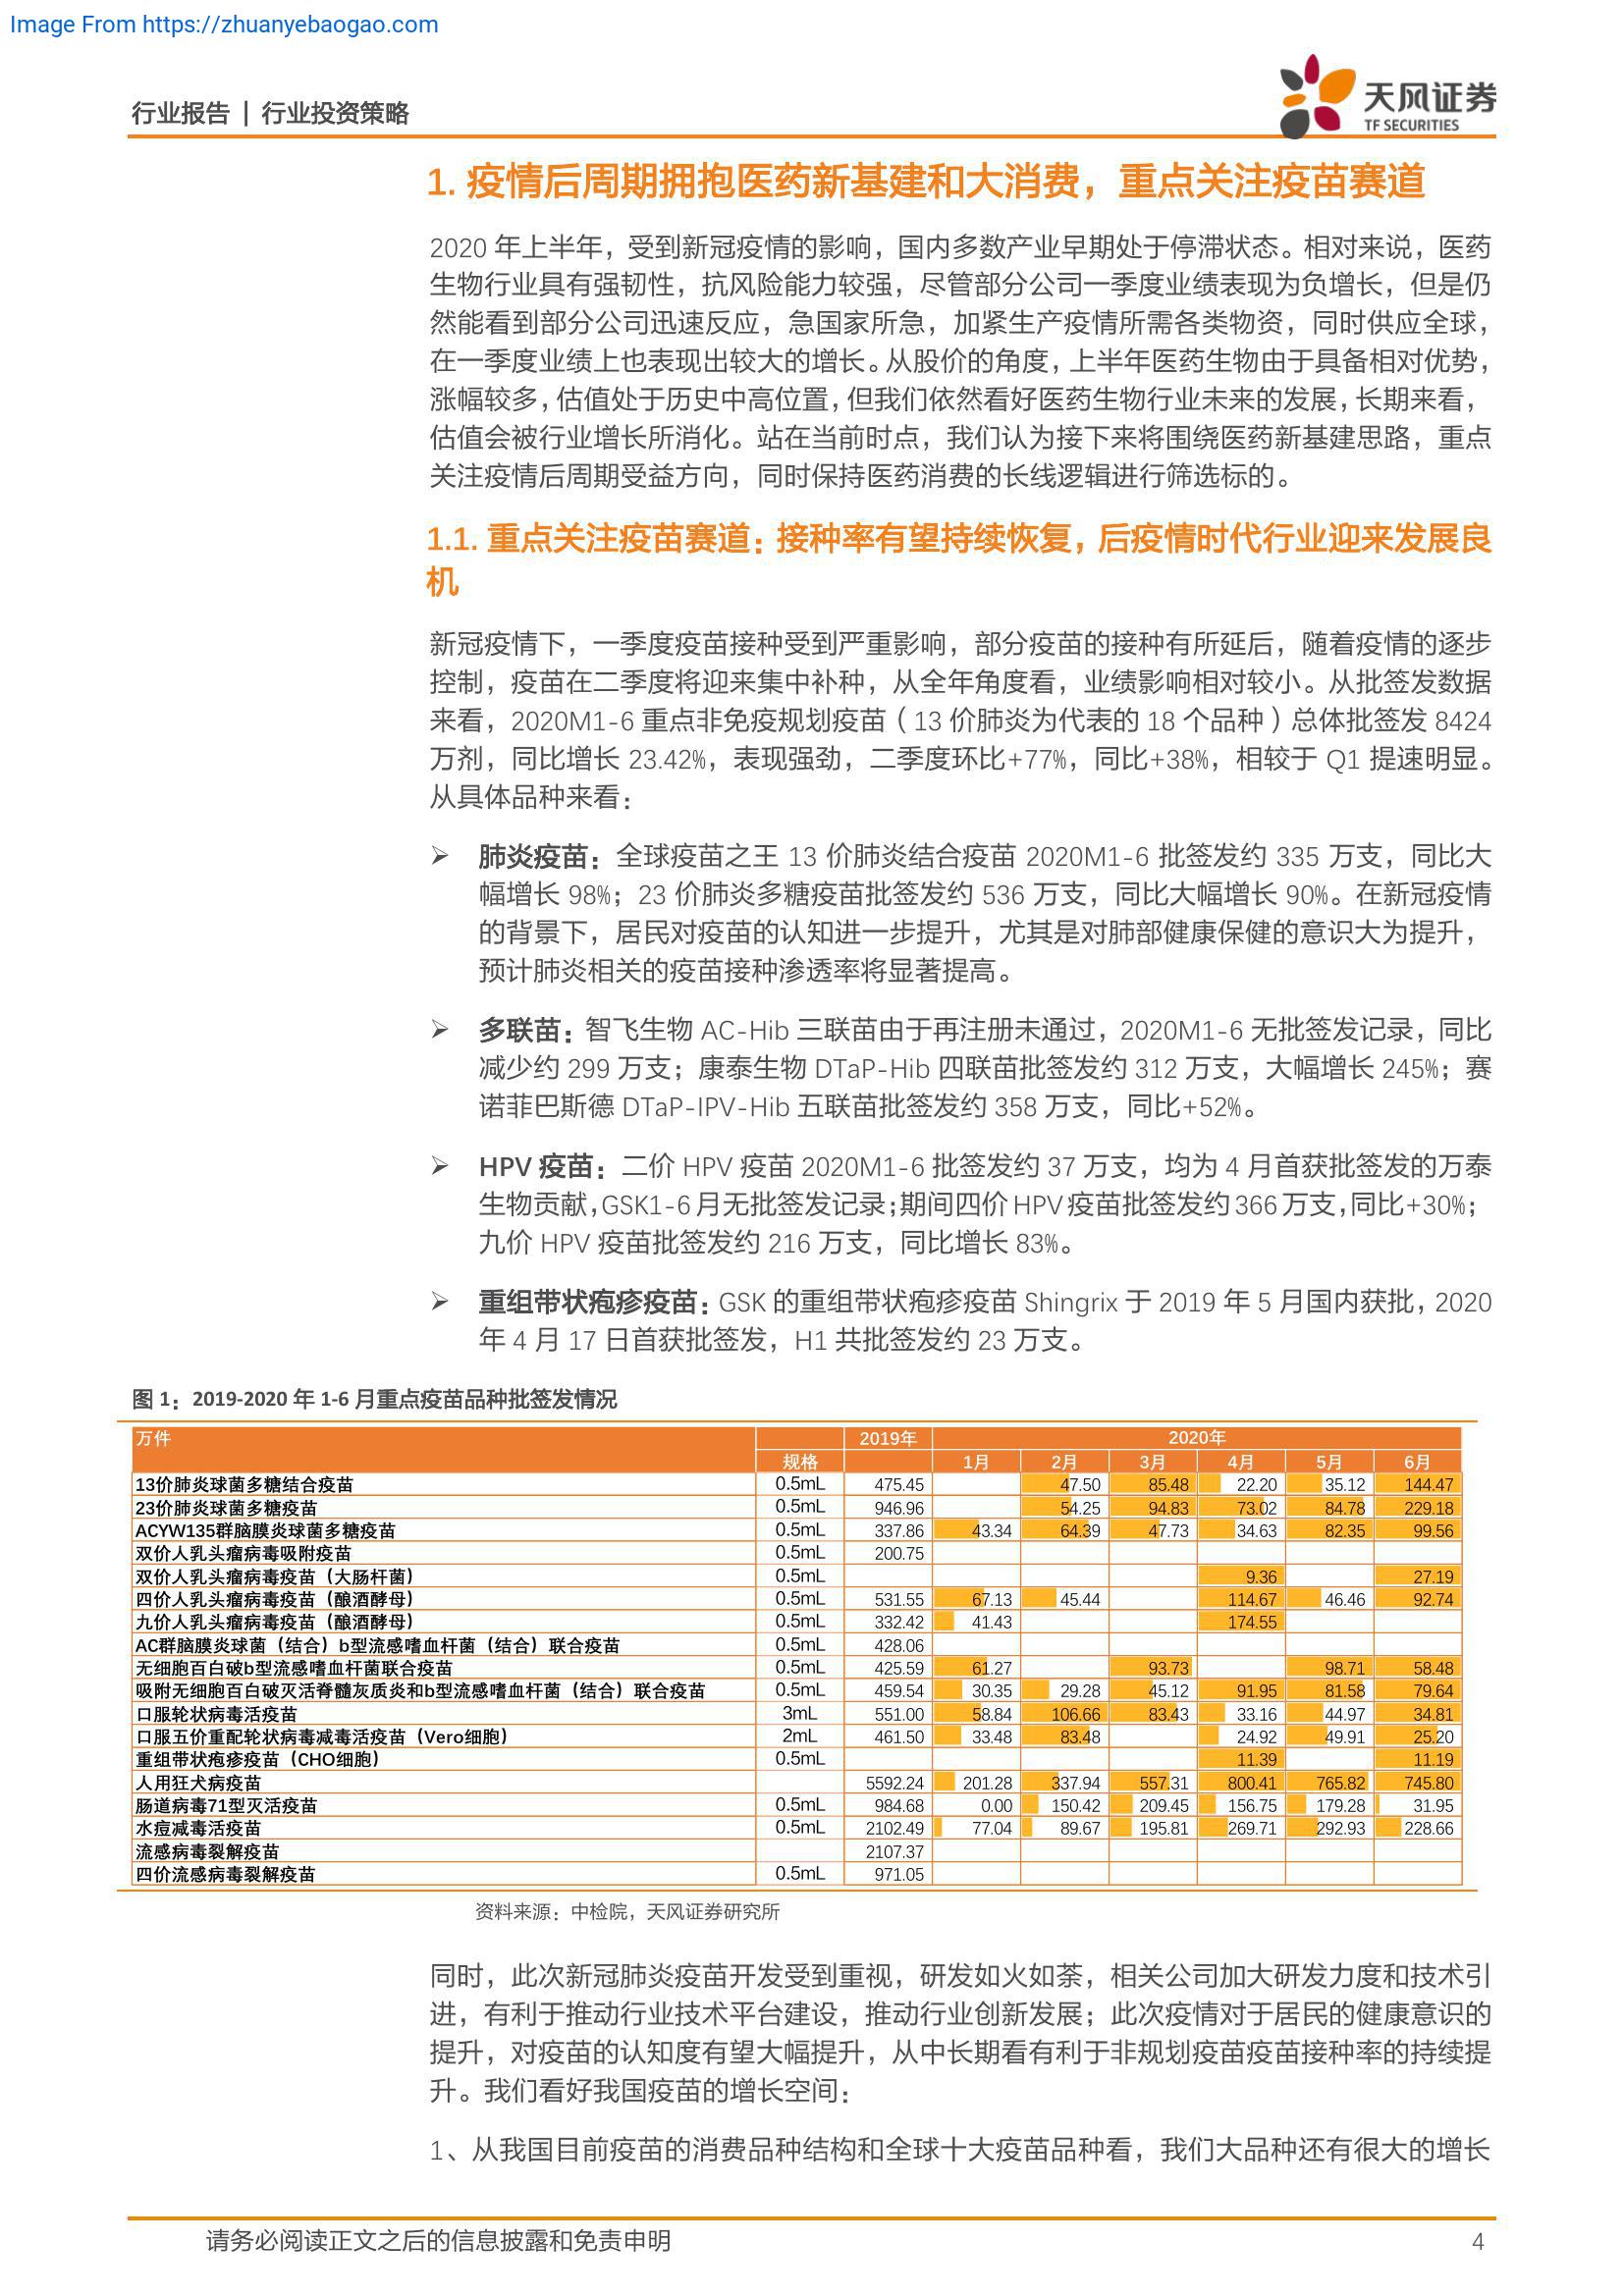 Image From https://zhuanyebaogao.com
行业报告 | 行业投资策略
天风证券
TF SECURITIES
1. 疫情后周期拥抱医药新基建和大消费，重点关注疫苗赛道
2020 年上半年，受到新冠疫情的影响，国内多数产业早期处于停滞状态。相对来说，医药
生物行业具有强韧性，抗风险能力较强，尽管部分公司一季度业绩表现为负增长，但是仍
然能看到部分公司迅速反应，急国家所急，加紧生产疫情所需各类物资，同时供应全球，
在一季度业绩上也表现出较大的增长。从股价的角度，上半年医药生物由于具备相对优势，
涨幅较多，估值处于历史中高位置，但我们依然看好医药生物行业未来的发展，长期来看，
估值会被行业增长所消化。站在当前时点，我们认为接下来将围绕医药新基建思路，重点
关注疫情后周期受益方向，同时保持医药消费的长线逻辑进行筛选标的。
1.1. 重点关注疫苗赛道：接种率有望持续恢复，后疫情时代行业迎来发展良
机
新冠疫情下，一季度疫苗接种受到严重影响，部分疫苗的接种有所延后，随着疫情的逐步
控制，疫苗在二季度将迎来集中补种，从全年角度看，业绩影响相对较小。从批签发数据
来看，2020M1-6 重点非免疫规划疫苗（13 价肺炎为代表的 18 个品种）总体批签发 8424
万剂，同比增长 23.42%，表现强劲，二季度环比+77%，同比+38%，相较于 Q1 提速明显。
从具体品种来看：
➢ 肺炎疫苗：全球疫苗之王 13 价肺炎结合疫苗 2020M1-6 批签发约 335 万支，同比大
幅增长 98%；23 价肺炎多糖疫苗批签发约 536 万支，同比大幅增长 90%。在新冠疫情
的背景下，居民对疫苗的认知进一步提升，尤其是对肺部健康保健的意识大为提升，
预计肺炎相关的疫苗接种渗透率将显著提高。
➢ 多联苗：智飞生物 AC-Hib 三联苗由于再注册未通过，2020M1-6 无批签发记录，同比
减少约 299 万支；康泰生物 DTaP-Hib 四联苗批签发约 312 万支，大幅增长 245%；赛
诺菲巴斯德 DTaP-IPV-Hib 五联苗批签发约 358 万支，同比+52%。
➢ HPV 疫苗：二价 HPV 疫苗 2020M1-6 批签发约 37 万支，均为 4 月首获批签发的万泰
生物贡献，GSK1-6 月无批签发记录；期间四价 HPV 疫苗批签发约 366 万支，同比+30%；
九价 HPV 疫苗批签发约 216 万支，同比增长 83%。
➢ 重组带状疱疹疫苗：GSK 的重组带状疱疹疫苗 Shingrix 于 2019 年 5 月国内获批，2020
年 4 月 17 日首获批签发，H1 共批签发约 23 万支。
图 1：2019-2020 年 1-6 月重点疫苗品种批签发情况
万件 2019年 2020年
规格 1月 2月 3月 4月 5月 6月
13价肺炎球菌多糖结合疫苗 0.5mL 475.45 47.50 85.48 22.20 35.12 144.47
23价肺炎球菌多糖疫苗 0.5mL 946.96 54.25 94.83 73.02 84.78 229.18
ACYW135群脑膜炎球菌多糖疫苗 0.5mL 337.86 43.34 64.39 47.73 34.63 82.35 99.56
双价人乳头瘤病毒吸附疫苗 0.5mL 200.75
双价人乳头瘤病毒疫苗（大肠杆菌） 0.5mL 9.36 27.19
四价人乳头瘤病毒疫苗（酿酒酵母） 0.5mL 531.55 67.13 45.44 114.67 46.46 92.74
九价人乳头瘤病毒疫苗（酿酒酵母） 0.5mL 332.42 41.43 174.55
AC群脑膜炎球菌（结合）b型流感嗜血杆菌（结合）联合疫苗 0.5mL 428.06
无细胞百白破b型流感嗜血杆菌联合疫苗 0.5mL 425.59 61.27 93.73 98.71 58.48
吸附无细胞百白破灭活脊髓灰质炎和b型流感嗜血杆菌（结合）联合疫苗 0.5mL 459.54 30.35 29.28 45.12 91.95 81.58 79.64
口服轮状病毒活疫苗 3mL 551.00 58.84 106.66 83.43 33.16 44.97 34.81
口服五价重配轮状病毒减毒活疫苗（Vero细胞） 2mL 461.50 33.48 83.48 24.92 49.91 25.20
重组带状疱疹疫苗（CHO细胞） 0.5mL 11.39 11.19
人用狂犬病疫苗 5592.24 201.28 337.94 557.31 800.41 765.82 745.80
肠道病毒71型灭活疫苗 0.5mL 984.68 0.00 150.42 209.45 156.75 179.28 31.95
水痘减毒活疫苗 0.5mL 2102.49 77.04 89.67 195.81 269.71 292.93 228.66
流感病毒裂解疫苗 2107.37
四价流感病毒裂解疫苗 0.5mL 971.05
资料来源：中检院，天风证券研究所
同时，此次新冠肺炎疫苗开发受到重视，研发如火如荼，相关公司加大研发力度和技术引
进，有利于推动行业技术平台建设，推动行业创新发展；此次疫情对于居民的健康意识的
提升，对疫苗的认知度有望大幅提升，从中长期看有利于非规划疫苗疫苗接种率的持续提
升。我们看好我国疫苗的增长空间：
1、从我国目前疫苗的消费品种结构和全球十大疫苗品种看，我们大品种还有很大的增长
请务必阅读正文之后的信息披露和免责申明 4